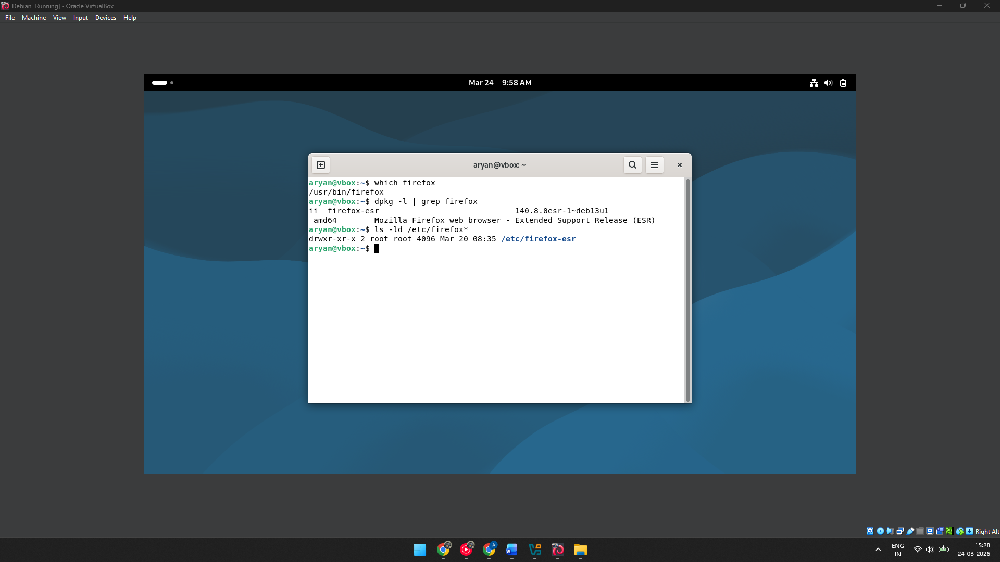 Debian [Running] - Oracle VirtualBox
File Machine View Input Devices Help
Mar 24 9:58 AM
aryan@vbox: ~
aryan@vbox:~$ which firefox
/usr/bin/firefox
aryan@vbox:~$ dpkg -l | grep firefox
ii  firefox-esr                             140.8.0esr-1~deb13u1
 amd64        Mozilla Firefox web browser - Extended Support Release (ESR)
aryan@vbox:~$ ls -ld /etc/firefox*
drwxr-xr-x 2 root root 4096 Mar 20 08:35 /etc/firefox-esr
aryan@vbox:~$
Right Alt
ENG
IN
15:28
24-03-2026